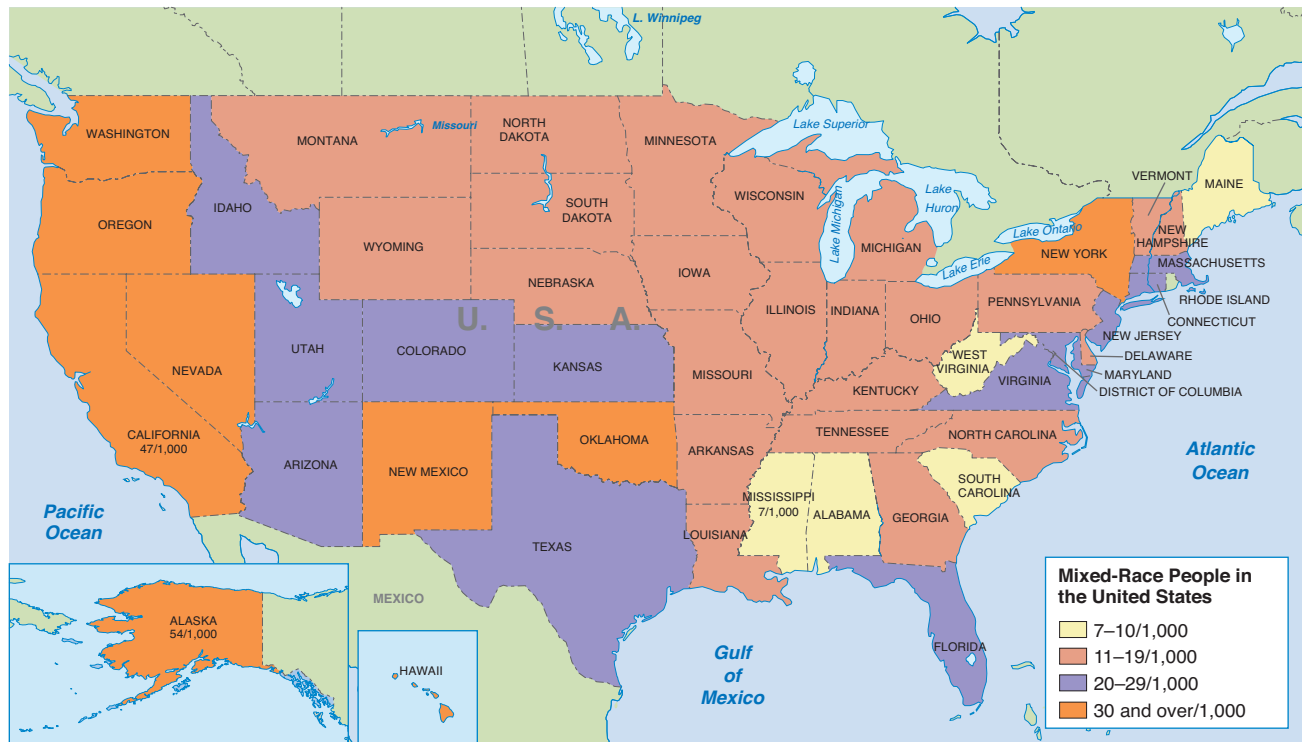 L. Winnipeg
WASHINGTON
MONTANA
Missouri
NORTH
DAKOTA
MINNESOTA
Lake Superior
OREGON
IDAHO
WYOMING
SOUTH
DAKOTA
WISCONSIN
Lake Michigan
Lake
Huron
MICHIGAN
Lake Ontario
Lake Erie
VERMONT
MAINE
NEW
HAMPSHIRE
NEW YORK
MASSACHUSETTS
RHODE ISLAND
CONNECTICUT
NEW JERSEY
DELAWARE
MARYLAND
DISTRICT OF COLUMBIA
NEBRASKA
IOWA
ILLINOIS
INDIANA
OHIO
PENNSYLVANIA
U. S. A.
NEVADA
UTAH
COLORADO
KANSAS
MISSOURI
KENTUCKY
WEST
VIRGINIA
VIRGINIA
CALIFORNIA
47/1,000
ARIZONA
NEW MEXICO
OKLAHOMA
ARKANSAS
TENNESSEE
NORTH CAROLINA
SOUTH
CAROLINA
MISSISSIPPI
7/1,000
ALABAMA
GEORGIA
LOUISIANA
TEXAS
FLORIDA
Pacific
Ocean
Atlantic
Ocean
MEXICO
Gulf
of
Mexico
ALASKA
54/1,000
HAWAII
Mixed-Race People in
the United States
7–10/1,000
11–19/1,000
20–29/1,000
30 and over/1,000